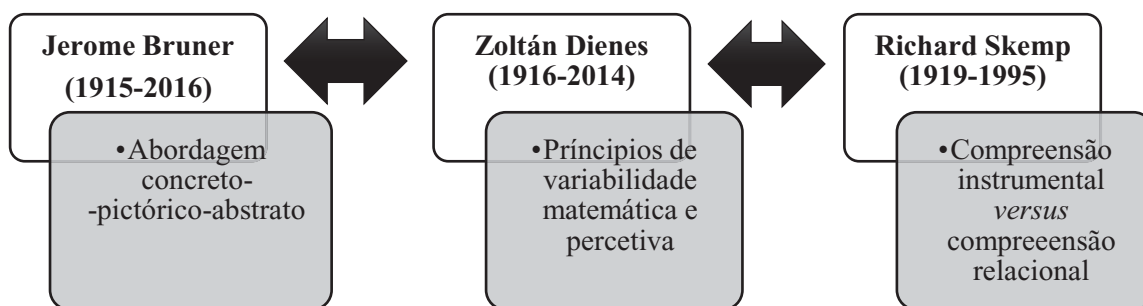 Jerome Bruner
(1915-2016)
•Abordagem
concreto-
-pictórico-abstrato
Zoltán Dienes
(1916-2014)
•Príncipios de
variabilidade
matemática e
percetiva
Richard Skemp
(1919-1995)
•Compreensão
instrumental
versus
compreeensão
relacional